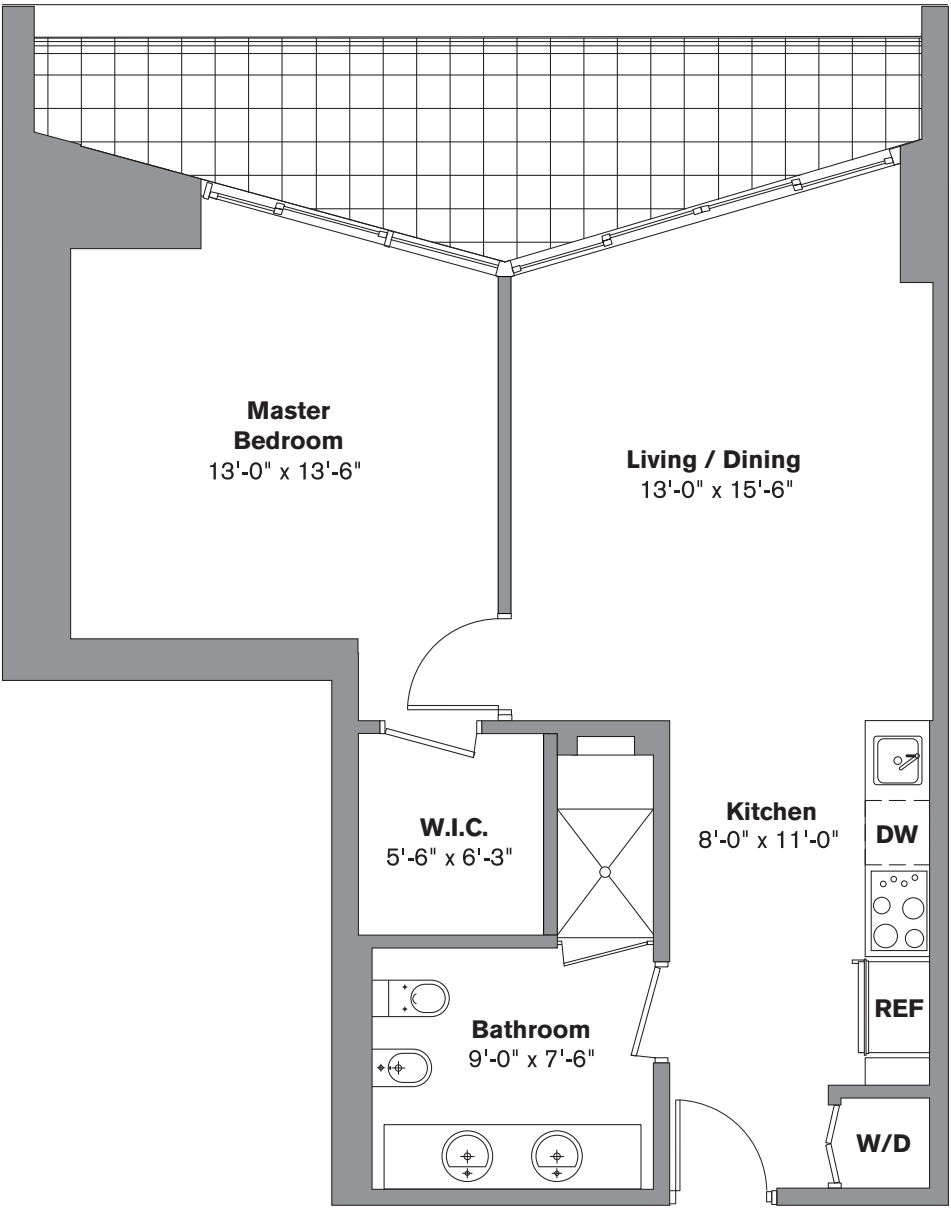 Master
Bedroom
13'-0" x 13'-6"
Living / Dining
13'-0" x 15'-6"
W.I.C.
5'-6" x 6'-3"
Kitchen
8'-0" x 11'-0"
DW
REF
Bathroom
9'-0" x 7'-6"
W/D